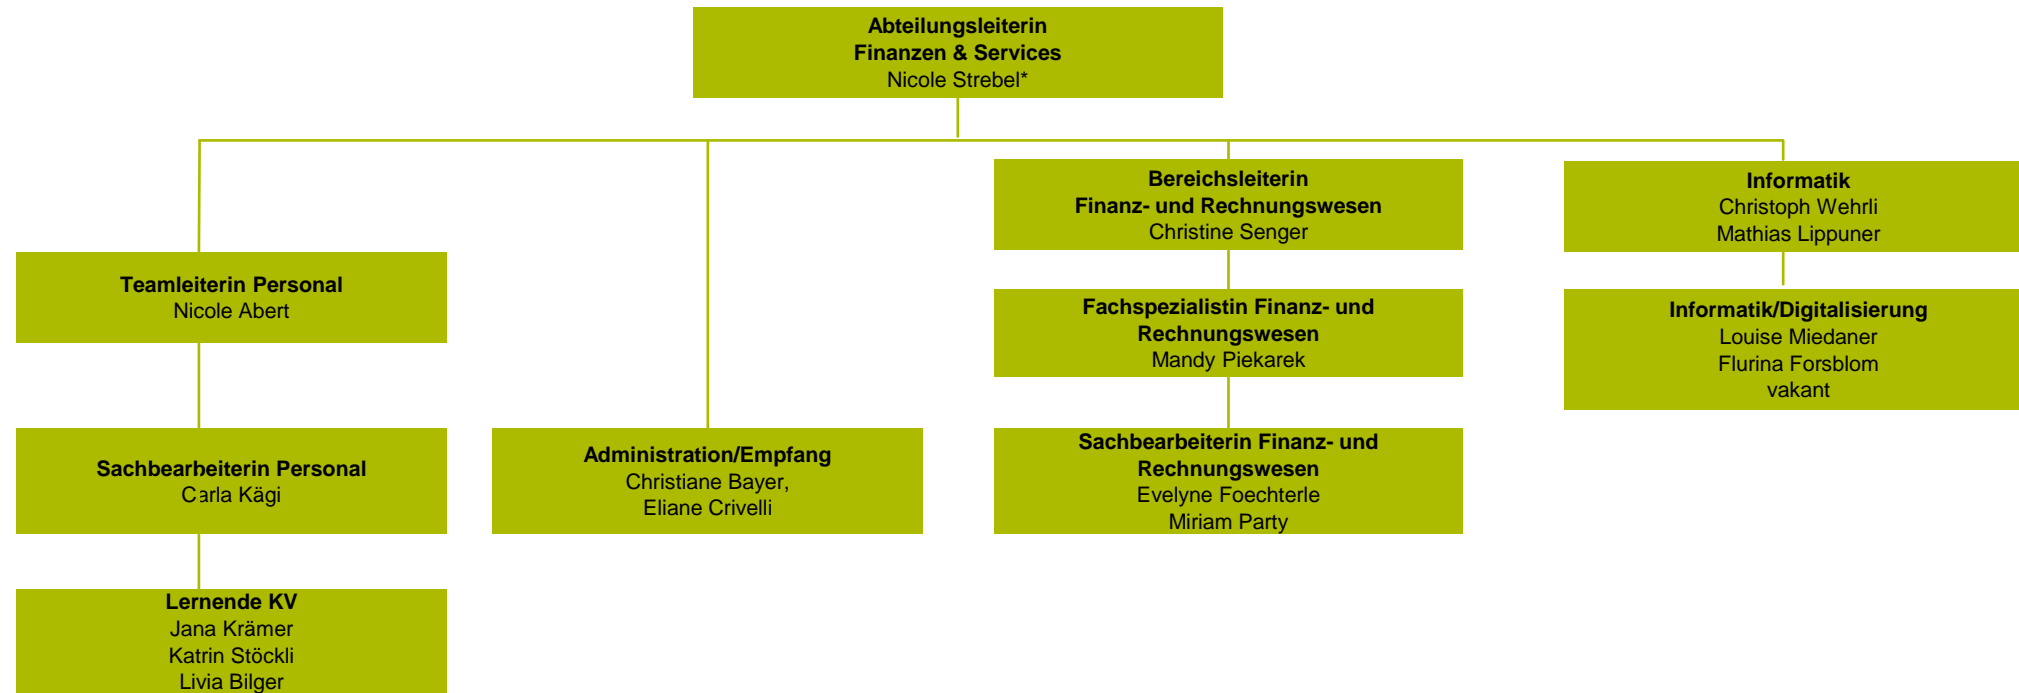 Abteilungsleiterin
Finanzen & Services
Nicole Strebel*
Teamleiterin Personal
Nicole Abert
Sachbearbeiterin Personal
Carla Kägi
Lernende KV
Jana Krämer
Katrin Stöckli
Livia Bilger
Administration/Empfang
Christiane Bayer,
Eliane Crivelli
Bereichsleiterin
Finanz- und Rechnungswesen
Christine Senger
Fachspezialistin Finanz- und
Rechnungswesen
Mandy Piekarek
Sachbearbeiterin Finanz- und
Rechnungswesen
Evelyne Foechterle
Miriam Party
Informatik
Christoph Wehrli
Mathias Lippuner
Informatik/Digitalisierung
Louise Miedaner
Flurina Forsblom
vakant